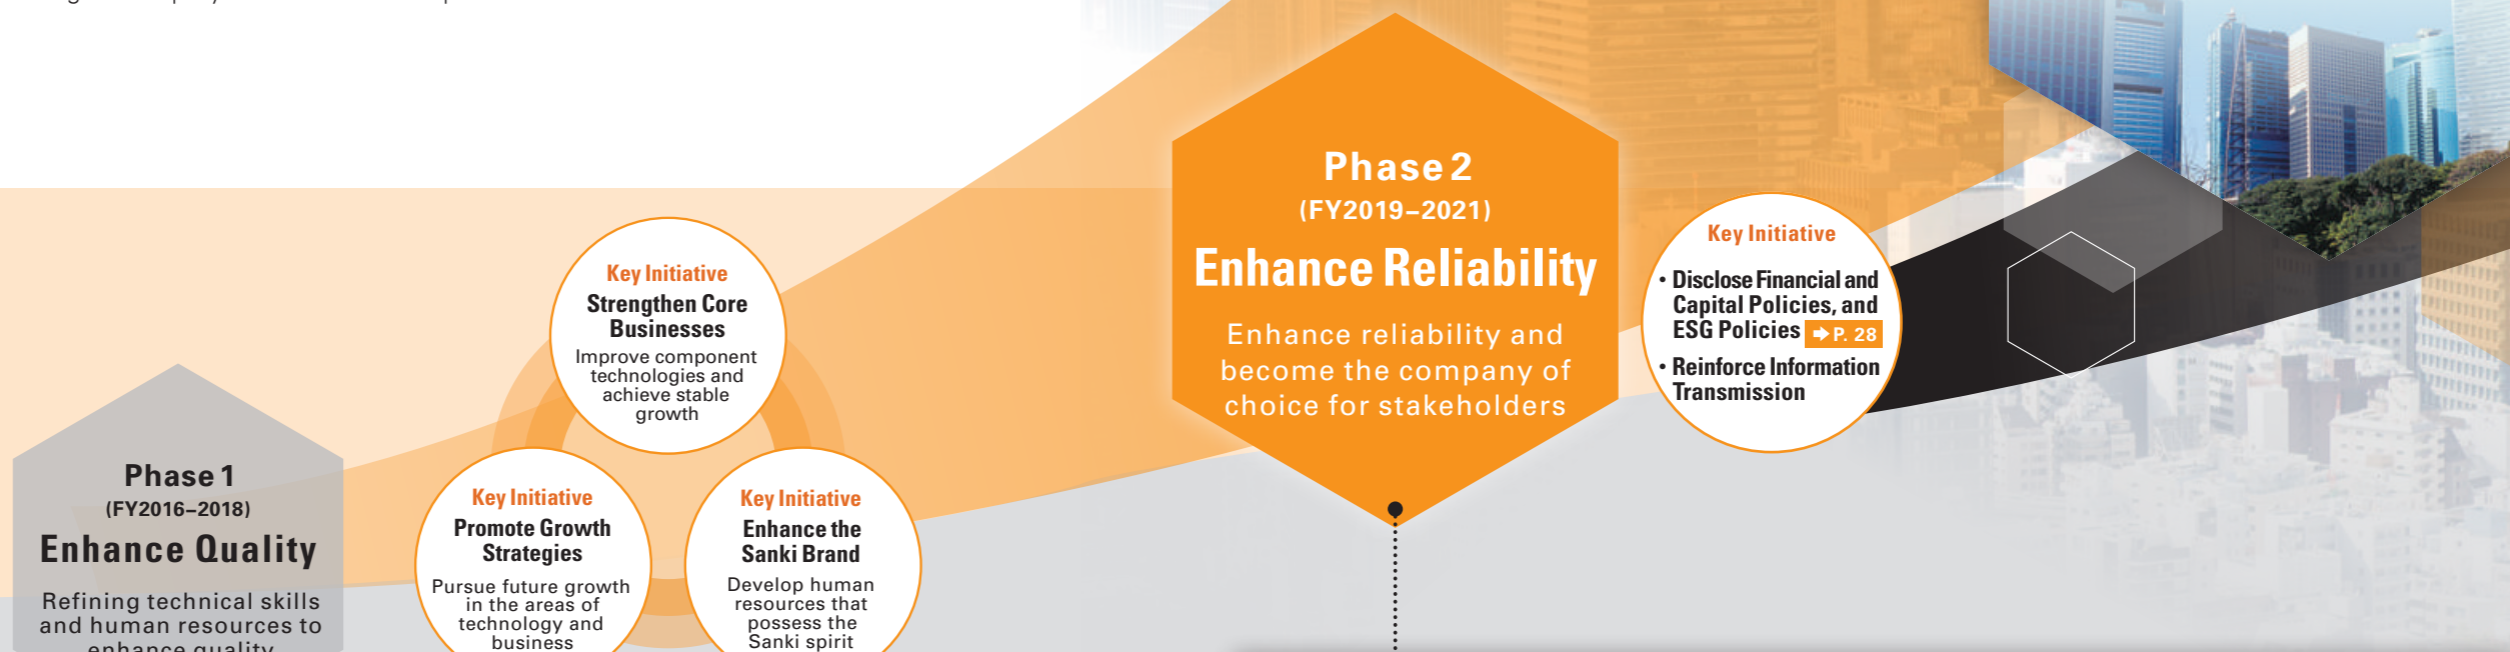 Phase 1
(FY2016–2018)
Enhance Quality
Refining technical skills
and human resources to
enhance quality
Key Initiative
Strengthen Core
Businesses
Improve component
technologies and
achieve stable
growth
Key Initiative
Promote Growth
Strategies
Pursue future growth
in the areas of
technology and
business
Key Initiative
Enhance the
Sanki Brand
Develop human
resources that
possess the
Sanki spirit
Phase 2
(FY2019–2021)
Enhance Reliability
Enhance reliability and
become the company of
choice for stakeholders
Key Initiative
• Disclose Financial and
Capital Policies, and
ESG Policies ➡ P. 28
• Reinforce Information
Transmission